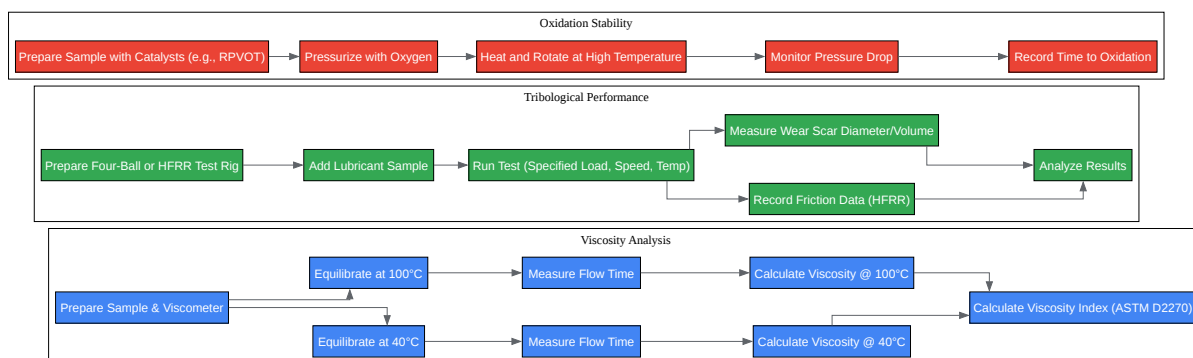 Oxidation Stability
Prepare Sample with Catalysts (e.g., RPVOT)
Pressurize with Oxygen
Heat and Rotate at High Temperature
Monitor Pressure Drop
Record Time to Oxidation
Tribological Performance
Prepare Four-Ball or HFRR Test Rig
Add Lubricant Sample
Run Test (Specified Load, Speed, Temp)
Measure Wear Scar Diameter/Volume
Record Friction Data (HFRR)
Analyze Results
Viscosity Analysis
Prepare Sample & Viscometer
Equilibrate at 100°C
Measure Flow Time
Calculate Viscosity @ 100°C
Equilibrate at 40°C
Measure Flow Time
Calculate Viscosity @ 40°C
Calculate Viscosity Index (ASTM D2270)